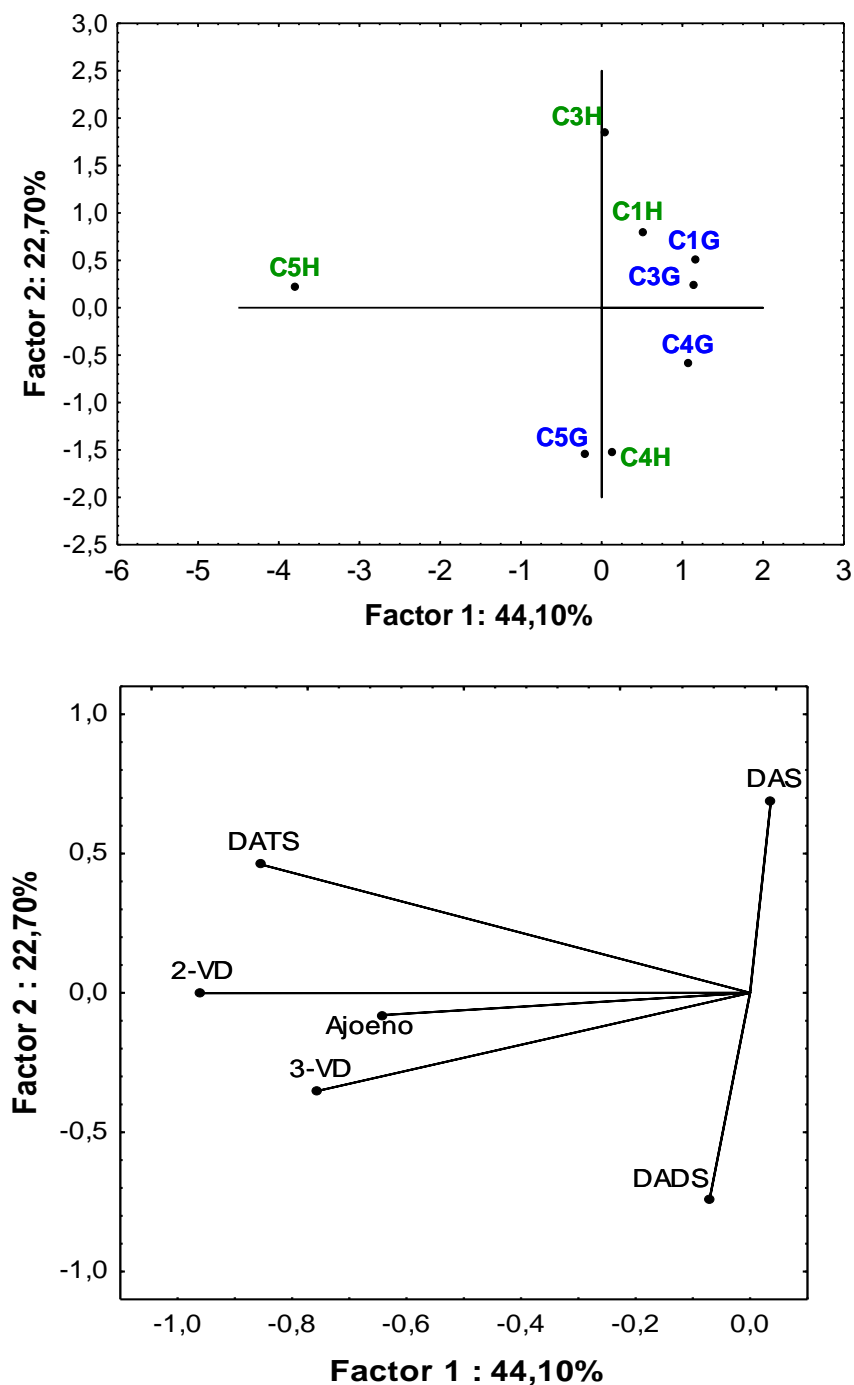 3,0
2,5
2,0
1,5
1,0
0,5
0,0
-0,5
-1,0
-1,5
-2,0
-2,5
Factor 2: 22,70%
C3H
C1H
C1G
C3G
C5H
C4G
C5G
C4H
-6 -5 -4 -3 -2 -1 0 1 2 3
Factor 1: 44,10%
1,0
0,5
0,0
-0,5
-1,0
Factor 2 : 22,70%
DAS
DATS
2-VD
Ajoeno
3-VD
DADS
-1,0 -0,8 -0,6 -0,4 -0,2 0,0
Factor 1 : 44,10%